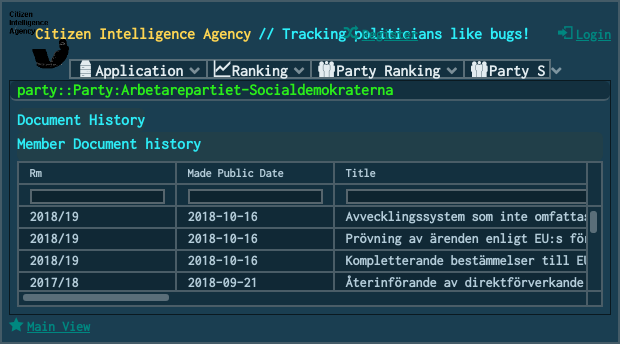 Citizen
Intelligence
Agency
Citizen Intelligence Agency // Tracking politicians like bugs!
Register
Login
Application
Ranking
Party Ranking
Party S
party::Party:Arbetarepartiet-Socialdemokraterna
Document History
Member Document history
Rm Made Public Date Title
2018/19 2018-10-16 Avvecklingssystem som inte omfattas
2018/19 2018-10-16 Prövning av ärenden enligt EU:s för
2018/19 2018-10-16 Kompletterande bestämmelser till EU
2017/18 2018-09-21 Återinförande av direktförverkande
Main View